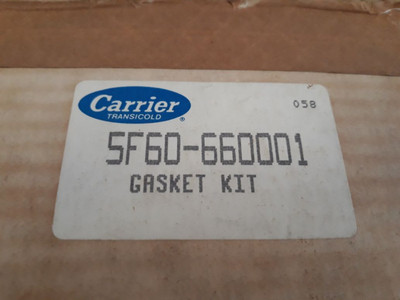 Carrier
TRANSICOLD
®
058
5F60-660001
GASKET KIT